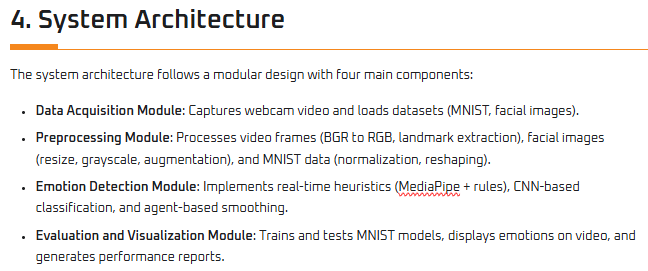 4. System Architecture
The system architecture follows a modular design with four main components:
• Data Acquisition Module: Captures webcam video and loads datasets (MNIST, facial images).
• Preprocessing Module: Processes video frames (BGR to RGB, landmark extraction), facial images
(resize, grayscale, augmentation), and MNIST data (normalization, reshaping).
• Emotion Detection Module: Implements real-time heuristics (MediaPipe + rules), CNN-based
classification, and agent-based smoothing.
• Evaluation and Visualization Module: Trains and tests MNIST models, displays emotions on video, and
generates performance reports.